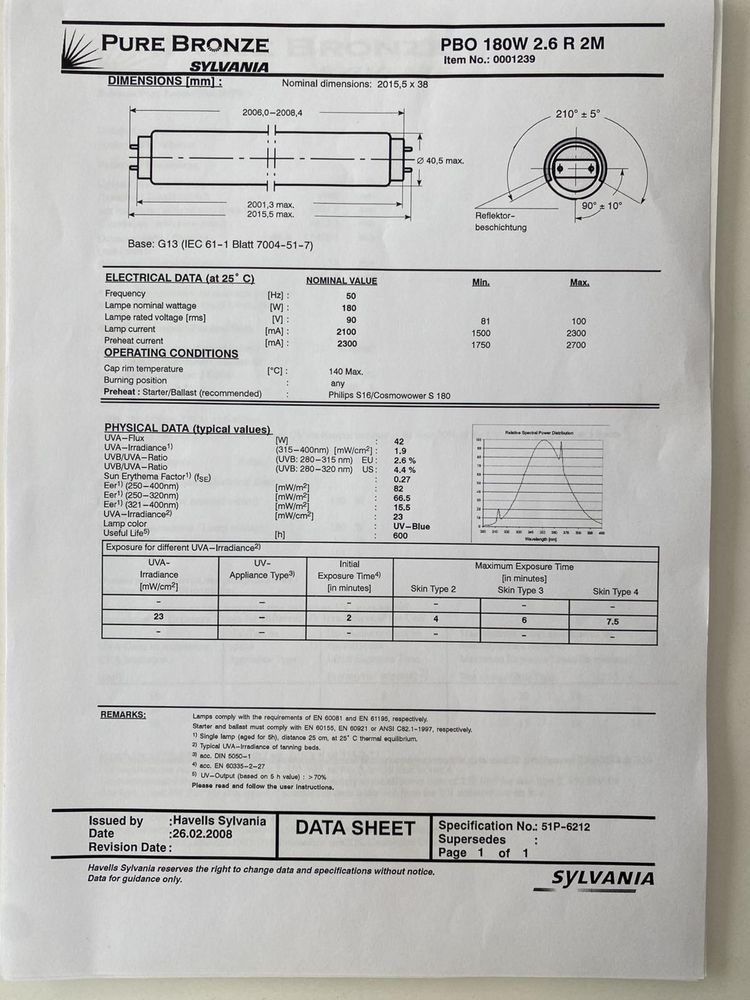 PURE BRONZE
SYLVANIA
PBO 180W 2.6 R 2M
Item No.: 0001239
DIMENSIONS [mm] :
Nominal dimensions: 2015,5 x 38
2006,0–2008,4
Ø 40,5 max.
2001,3 max.
2015,5 max.
210° ± 5°
90° ± 10°
Reflektor-
beschichtung
Base: G13 (IEC 61-1 Blatt 7004-51-7)
ELECTRICAL DATA (at 25° C) NOMINAL VALUE Min. Max.
Frequency [Hz] : 50
Lampe nominal wattage [W] : 180
Lampe rated voltage [rms] [V] : 90 81 100
Lamp current [mA] : 2100 1500 2300
Preheat current [mA] : 2300 1750 2700
OPERATING CONDITIONS
Cap rim temperature [°C] : 140 Max.
Burning position : any
Preheat : Starter/Ballast (recommended) : Philips S16/Cosmowower S 180
PHYSICAL DATA (typical values)
UVA-Flux [W] : 42
UVA-Irradiance1) (315-400nm) [mW/cm2] : 1.9
UVB/UVA-Ratio (UVB: 280-315 nm) EU : 2.6 %
UVB/UVA-Ratio (UVB: 280-320 nm) US : 4.4 %
Sun Erythema Factor1) (fSE) : 0.27
Eer1) (250-400nm) [mW/m2] : 82
Eer1) (250-320nm) [mW/m2] : 66.5
Eer1) (321-400nm) [mW/m2] : 15.5
UVA-Irradiance2) [mW/cm2] : 23
Lamp color : UV-Blue
Useful Life5) [h] : 600
Relative Spectral Power Distribution
Wavelength [nm]
Exposure for different UVA-Irradiance2)
UVA- Irradiance [mW/cm2]
UV- Appliance Type3)
Initial Exposure Time4) [in minutes]
Maximum Exposure Time
[in minutes]
Skin Type 2 Skin Type 3 Skin Type 4
– – – – – –
23 – 2 4 6 7.5
– – – – – –
REMARKS:
Lamps comply with the requirements of EN 60081 and EN 61195, respectively.
Starter and ballast must comply with EN 60155, EN 60921 or ANSI C82.1-1997, respectively.
1) Single lamp (aged for 5h), distance 25 cm, at 25° C thermal equilibrium.
2) Typical UVA-Irradiance of tanning beds.
3) acc. DIN 5050-1
4) acc. EN 60335-2-27
5) UV-Output (based on 5 h value) : > 70%
Please read and follow the user instructions.
Issued by :Havells Sylvania
Date :26.02.2008
Revision Date :
DATA SHEET
Specification No.: 51P-6212
Supersedes :
Page 1 of 1
Havells Sylvania reserves the right to change data and specifications without notice.
Data for guidance only.
SYLVANIA